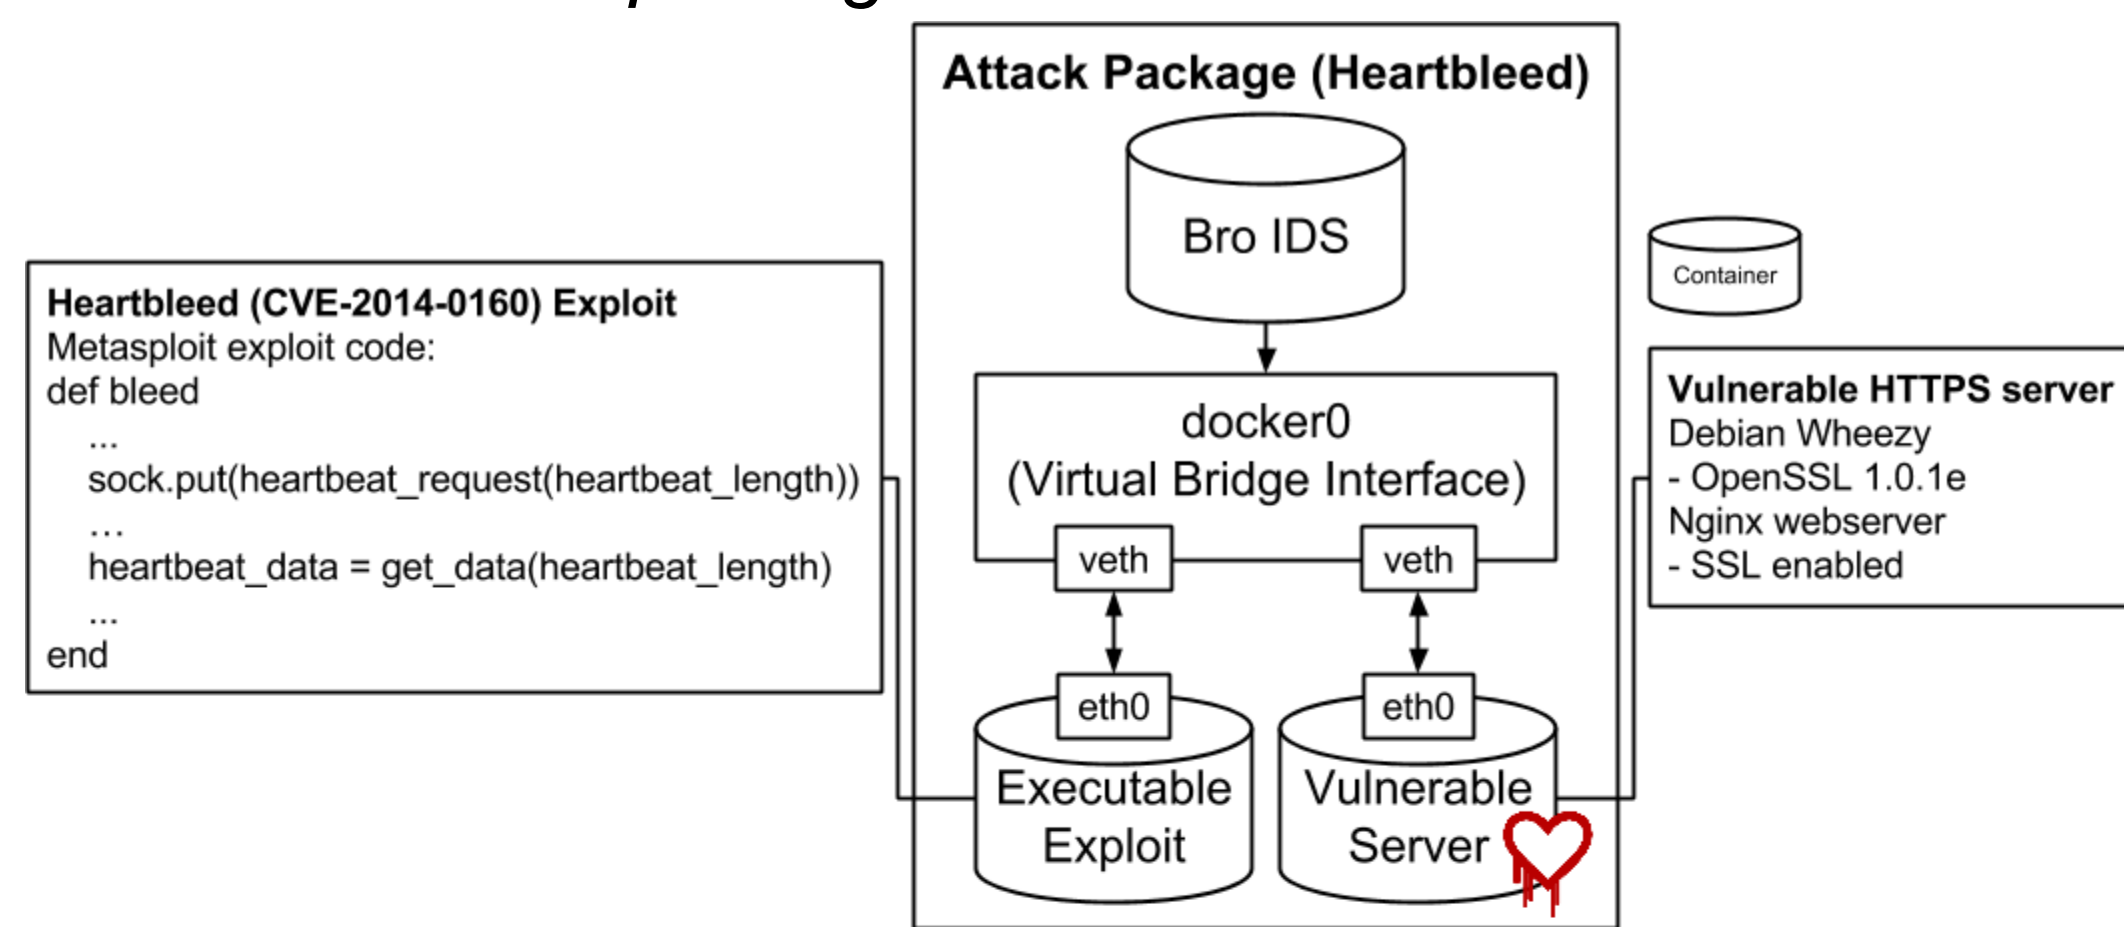 Attack Package (Heartbleed)
Bro IDS
Container
Heartbleed (CVE-2014-0160) Exploit
Metasploit exploit code:
def bleed
...
sock.put(heartbeat_request(heartbeat_length))
...
heartbeat_data = get_data(heartbeat_length)
...
end
docker0
(Virtual Bridge Interface)
veth
veth
eth0
eth0
Executable
Exploit
Vulnerable
Server
Vulnerable HTTPS server
Debian Wheezy
- OpenSSL 1.0.1e
Nginx webserver
- SSL enabled